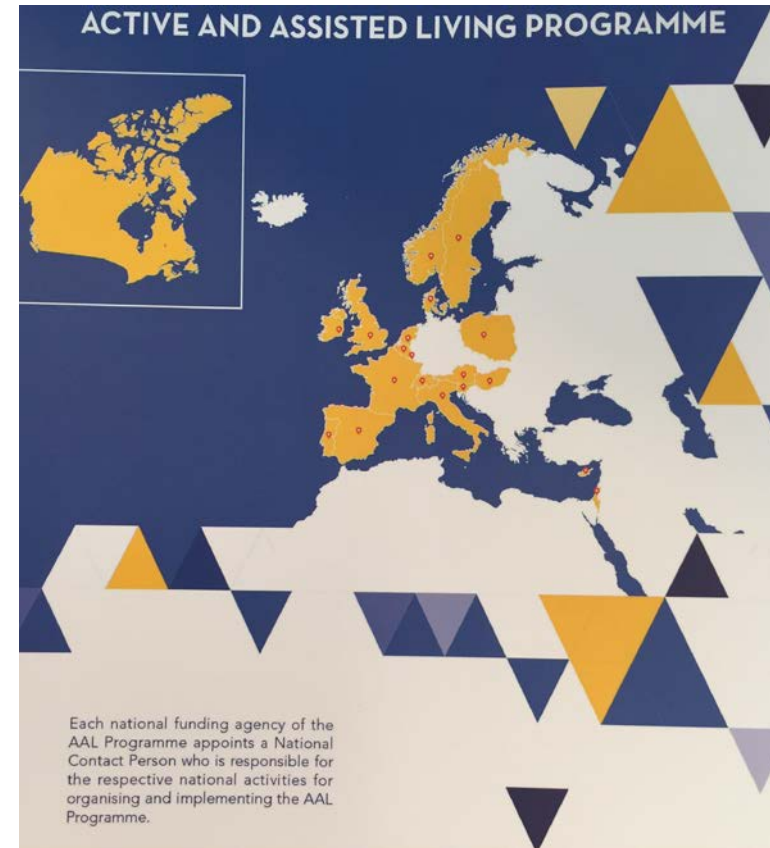 ACTIVE AND ASSISTED LIVING PROGRAMME
Each national funding agency of the
AAL Programme appoints a National
Contact Person who is responsible for
the respective national activities for
organising and implementing the AAL
Programme.